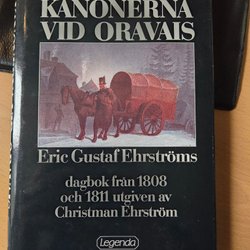 KANONERNA
VID ORAVAIS
Eric Gustaf Ehrströms
dagbok från 1808
och 1811 utgiven av
Christman Ehrström
Legenda